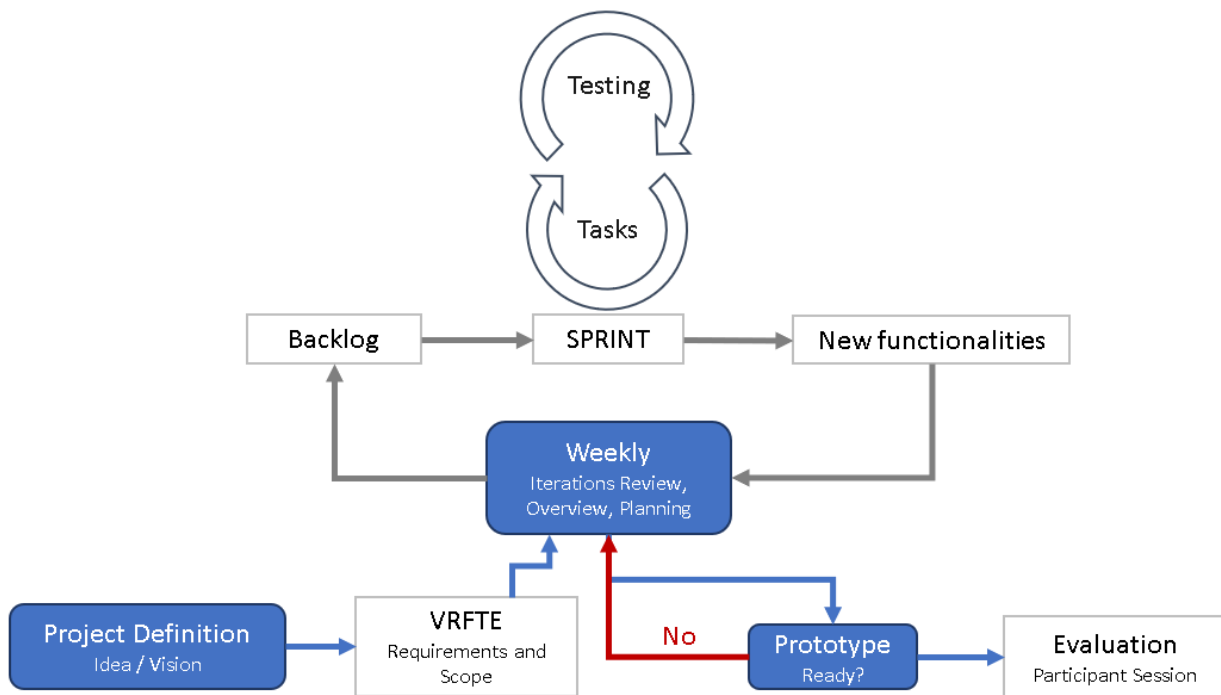 Testing
Tasks
Backlog
SPRINT
New functionalities
Weekly
Iterations Review,
Overview, Planning
Project Definition
Idea / Vision
VRFTE
Requirements and
Scope
No
Prototype
Ready?
Evaluation
Participant Session